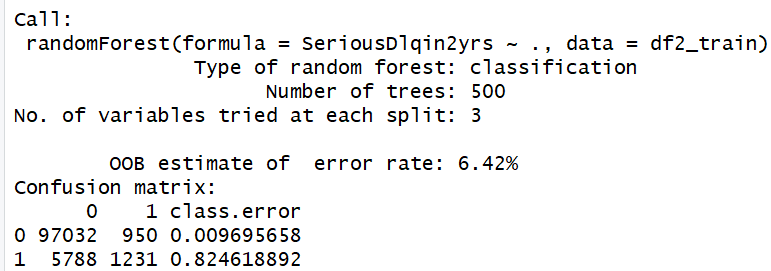 Call:
 randomForest(formula = SeriousDlqin2yrs ~ ., data = df2_train)
               Type of random forest: classification
                     Number of trees: 500
No. of variables tried at each split: 3

        OOB estimate of  error rate: 6.42%
Confusion matrix:
      0    1 class.error
0 97032  950 0.009695658
1  5788 1231 0.824618892